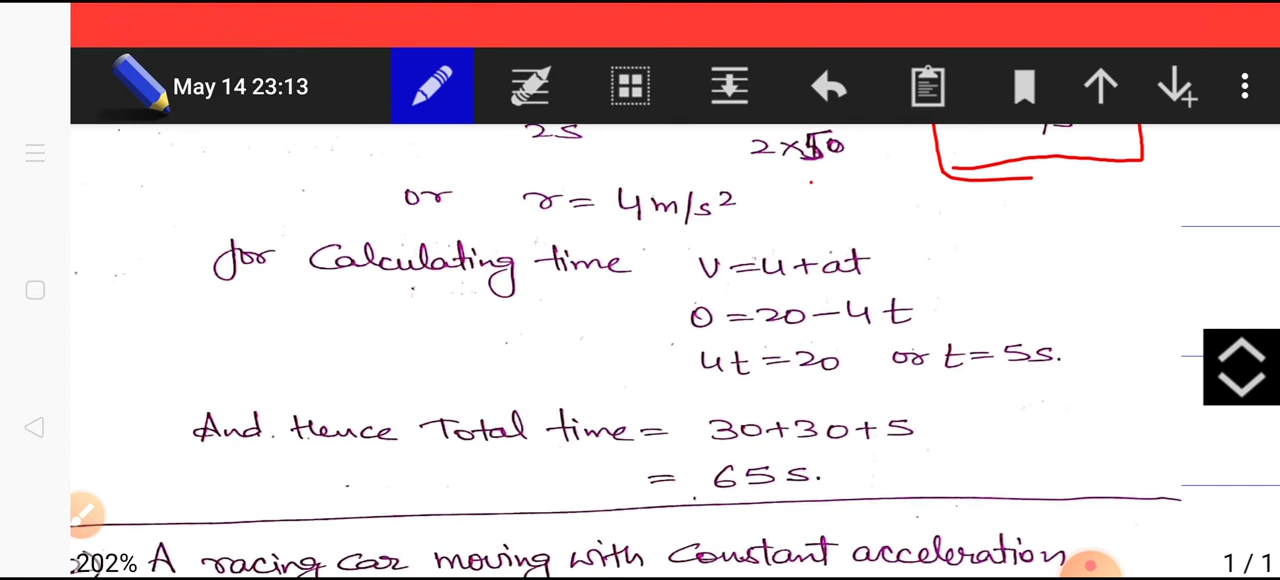 May 14 23:13
2s
2×50
or r = 4m/s²
for Calculating time v=u+at
0=20-4t
4t=20 or t=5s.
And. Hence Total time= 30+30+5
= 65s.
202% A racing car moving with constant acceleration 1/1